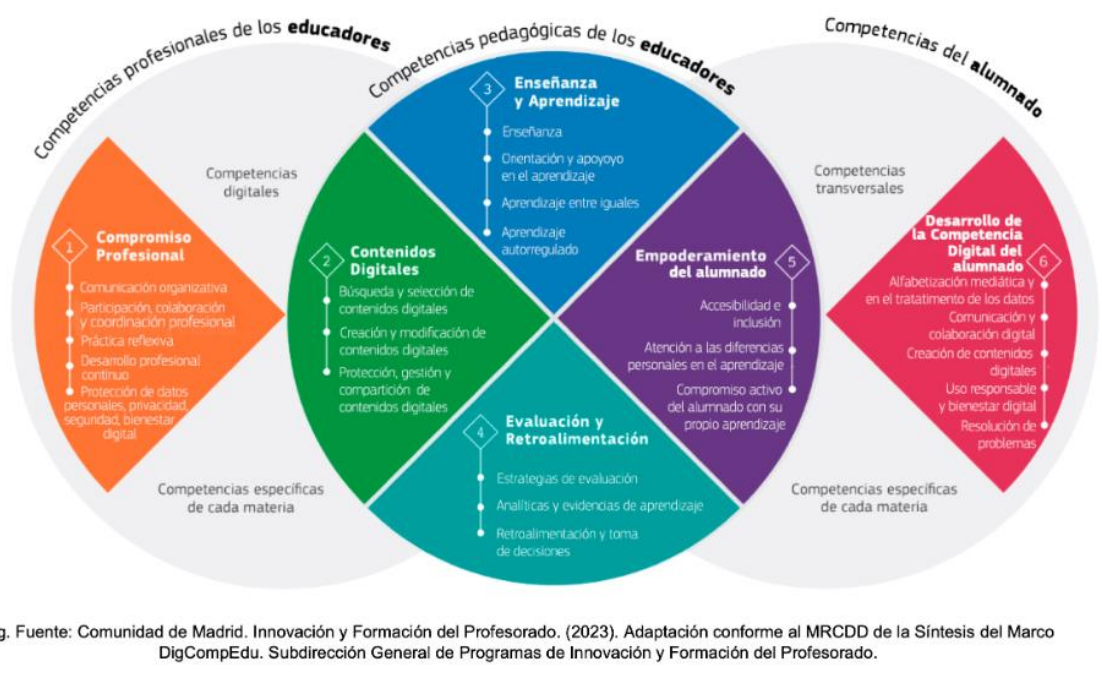 Competencias profesionales de los educadores
Competencias pedagógicas de los educadores
Competencias del alumnado
Competencias
digitales
Competencias
transversales
1
Compromiso
Profesional
Comunicación organizativa
Participación, colaboración
y coordinación profesional
Práctica reflexiva
Desarrollo profesional
continuo
Protección de datos
personales, privacidad,
seguridad, bienestar
digital
2
Contenidos
Digitales
Búsqueda y selección de
contenidos digitales
Creación y modificación de
contenidos digitales
Protección, gestión y
compartición de
contenidos digitales
3
Enseñanza
y Aprendizaje
Enseñanza
Orientación y apoyoyo
en el aprendizaje
Aprendizaje entre iguales
Aprendizaje
autorregulado
4
Evaluación y
Retroalimentación
Estrategias de evaluación
Analíticas y evidencias de aprendizaje
Retroalimentación y toma
de decisiones
5
Empoderamiento
del alumnado
Accesibilidad e
inclusión
Atención a las diferencias
personales en el aprendizaje
Compromiso activo
del alumnado con su
propio aprendizaje
6
Desarrollo de
la Competencia
Digital del
alumnado
Alfabetización mediática y
en el tratatimento de los datos
Comunicación y
colaboración digital
Creación de contenidos
digitales
Uso responsable
y bienestar digital
Resolución de
problemas
Competencias específicas
de cada materia
Competencias específicas
de cada materia
g. Fuente: Comunidad de Madrid. Innovación y Formación del Profesorado. (2023). Adaptación conforme al MRCDD de la Síntesis del Marco
DigCompEdu. Subdirección General de Programas de Innovación y Formación del Profesorado.